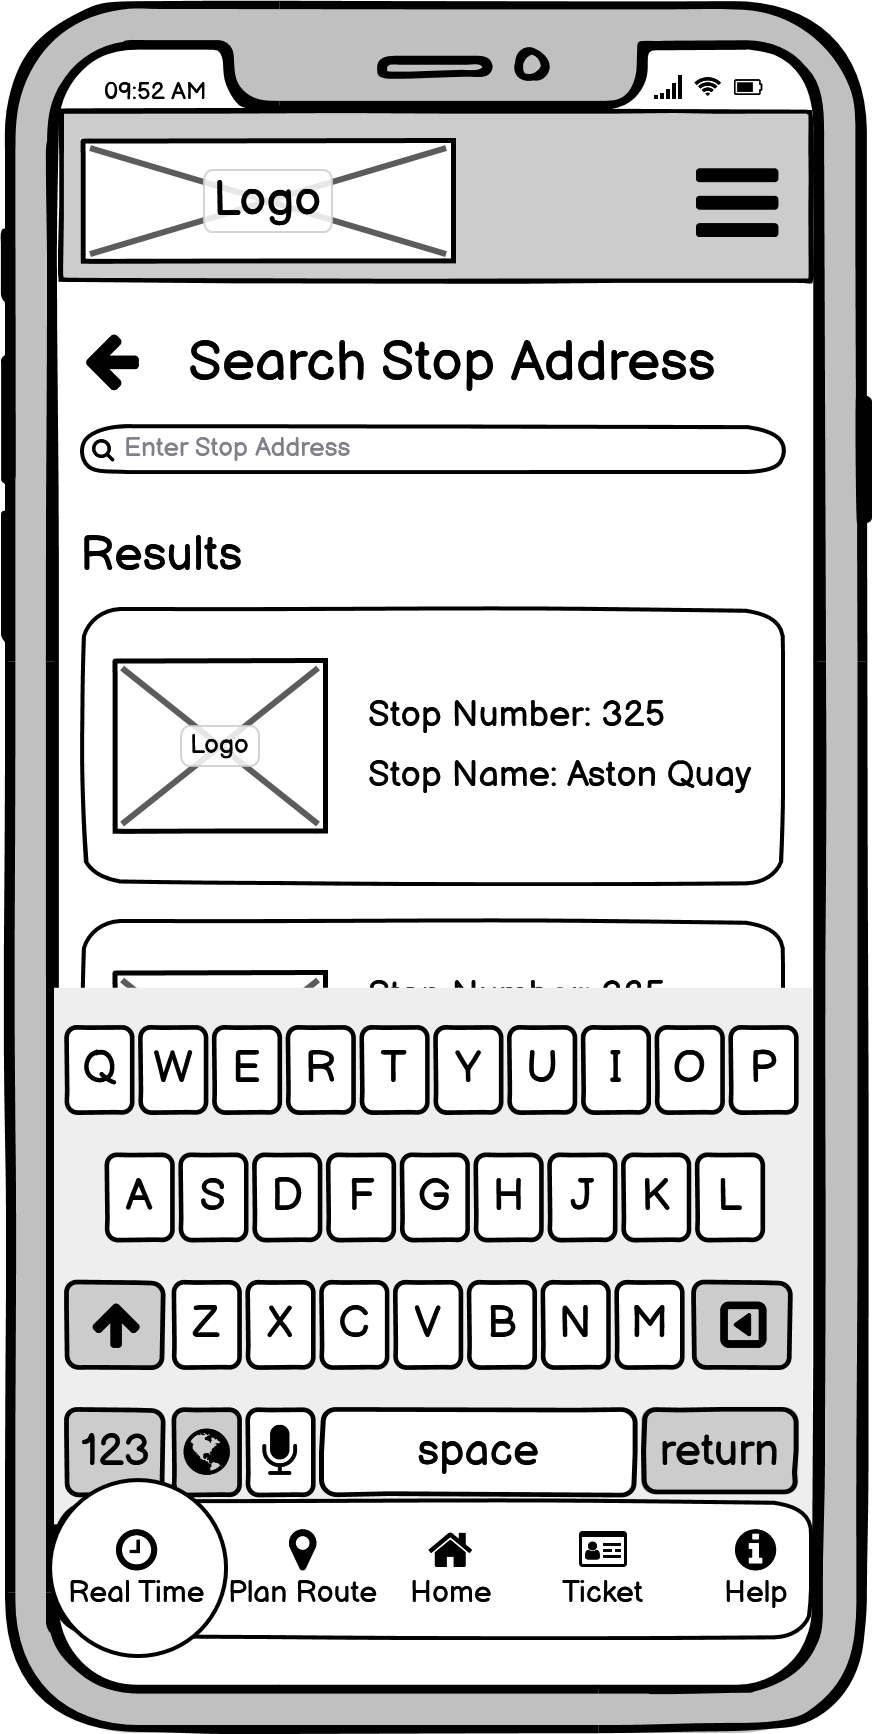 09:52 AM
Logo
Search Stop Address
Enter Stop Address
Results
Logo
Stop Number: 325
Stop Name: Aston Quay
Q W E R T Y U I O P
A S D F G H J K L
Z X C V B N M
123 space return
Real Time Plan Route Home Ticket Help